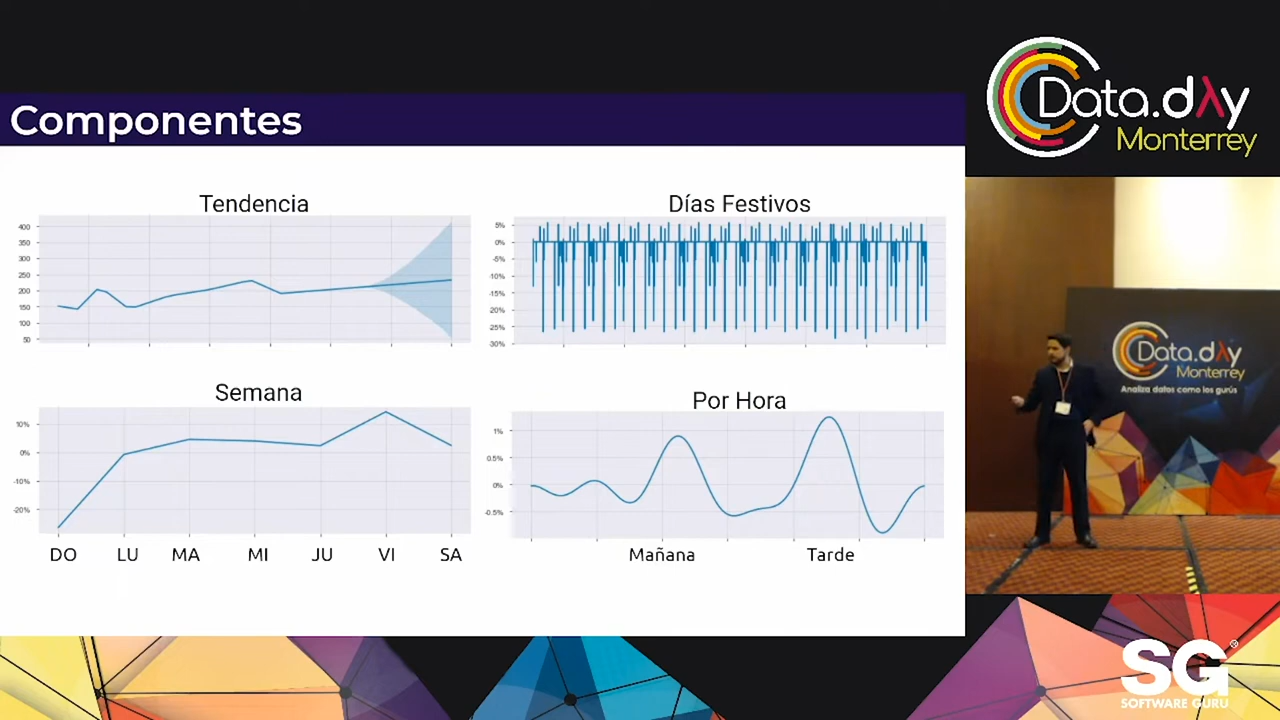 Componentes
Tendencia
400
350
300
250
200
150
100
50
Días Festivos
5%
0%
-5%
-10%
15%
20%
25%
30%
Semana
10%
0%
-10%
-20%
DO LU MA MI JU VI SA
Por Hora
1%
0.5%
0%
-0.5%
Mañana Tarde
Data.dλy
Monterrey
Data.dλy
Monterrey
Analiza datos como los gurús
SG
SOFTWARE GURU